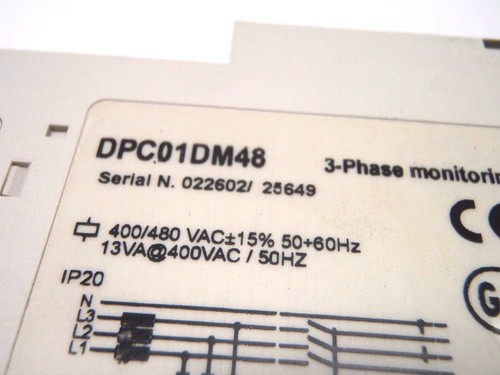 DPC01DM48
3-Phase monitorin
Serial N. 022602/ 25649
CE
400/480 VAC±15% 50+60Hz
13VA@400VAC / 50HZ
IP20
G
N
L3
L2
L1